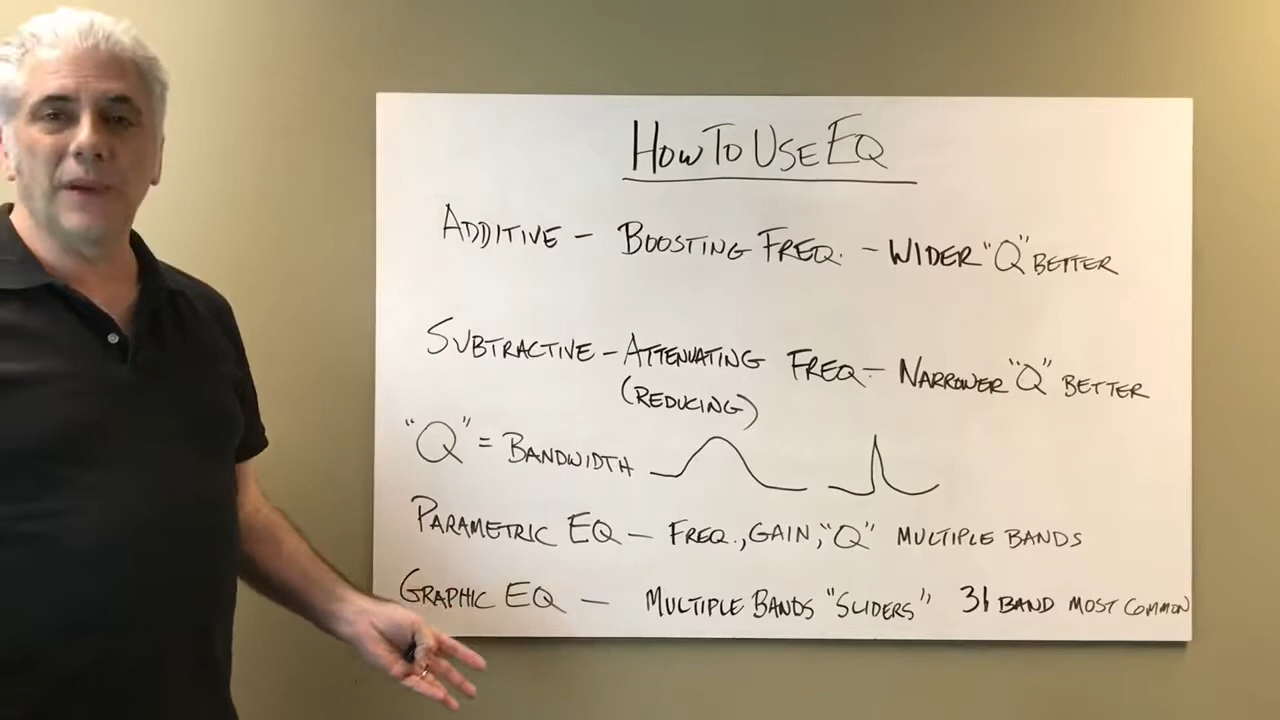 HOW TO USE EQ
ADDITIVE - BOOSTING FREQ. - WIDER "Q" BETTER
SUBTRACTIVE - ATTENUATING FREQ - NARROWER "Q" BETTER
(REDUCING)
"Q" = BANDWIDTH
PARAMETRIC EQ - FREQ., GAIN, "Q" MULTIPLE BANDS
GRAPHIC EQ - MULTIPLE BANDS "SLIDERS" 31 BAND MOST COMMON